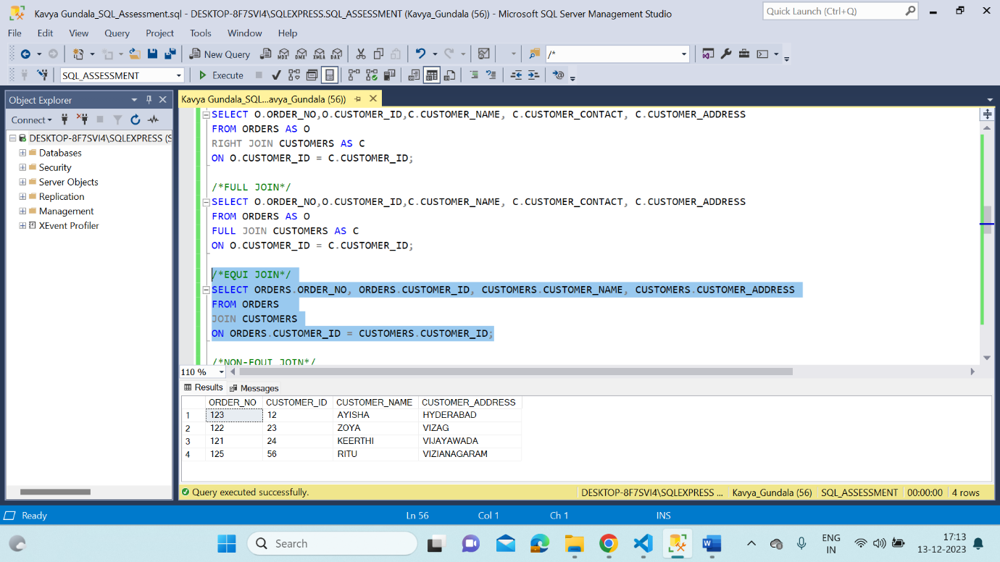 Kavya Gundala_SQL_Assessment.sql - DESKTOP-8F7SVI4\SQLEXPRESS.SQL_ASSESSMENT (Kavya_Gundala (56)) - Microsoft SQL Server Management Studio
Quick Launch (Ctrl+Q)
File Edit View Query Project Tools Window Help
New Query MDX DMX XMLA DAX /*
SQL_ASSESSMENT Execute
Object Explorer
Connect
DESKTOP-8F7SVI4\SQLEXPRESS (S
Databases
Security
Server Objects
Replication
Management
XEvent Profiler
Kavya Gundala_SQL...avya_Gundala (56))
SELECT O.ORDER_NO,O.CUSTOMER_ID,C.CUSTOMER_NAME, C.CUSTOMER_CONTACT, C.CUSTOMER_ADDRESS
FROM ORDERS AS O
RIGHT JOIN CUSTOMERS AS C
ON O.CUSTOMER_ID = C.CUSTOMER_ID;
/*FULL JOIN*/
SELECT O.ORDER_NO,O.CUSTOMER_ID,C.CUSTOMER_NAME, C.CUSTOMER_CONTACT, C.CUSTOMER_ADDRESS
FROM ORDERS AS O
FULL JOIN CUSTOMERS AS C
ON O.CUSTOMER_ID = C.CUSTOMER_ID;
/*EQUI JOIN*/
SELECT ORDERS.ORDER_NO, ORDERS.CUSTOMER_ID, CUSTOMERS.CUSTOMER_NAME, CUSTOMERS.CUSTOMER_ADDRESS
FROM ORDERS
JOIN CUSTOMERS
ON ORDERS.CUSTOMER_ID = CUSTOMERS.CUSTOMER_ID;
/*NON-EQUI JOIN*/
110 %
Results Messages
ORDER_NO CUSTOMER_ID CUSTOMER_NAME CUSTOMER_ADDRESS
1 123 12 AYISHA HYDERABAD
2 122 23 ZOYA VIZAG
3 121 24 KEERTHI VIJAYAWADA
4 125 56 RITU VIZIANAGARAM
Query executed successfully. DESKTOP-8F7SVI4\SQLEXPRESS ... Kavya_Gundala (56) SQL_ASSESSMENT 00:00:00 4 rows
Ready Ln 56 Col 1 Ch 1 INS
Search
ENG
IN
17:13
13-12-2023